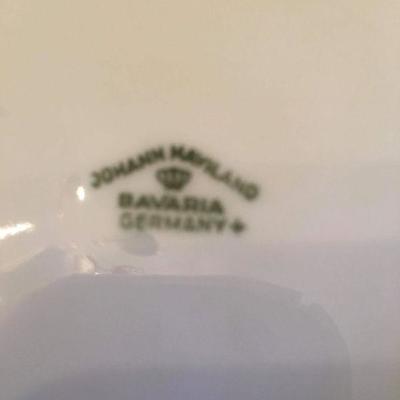 JOHANN HAVILAND
BAVARIA
GERMANY +